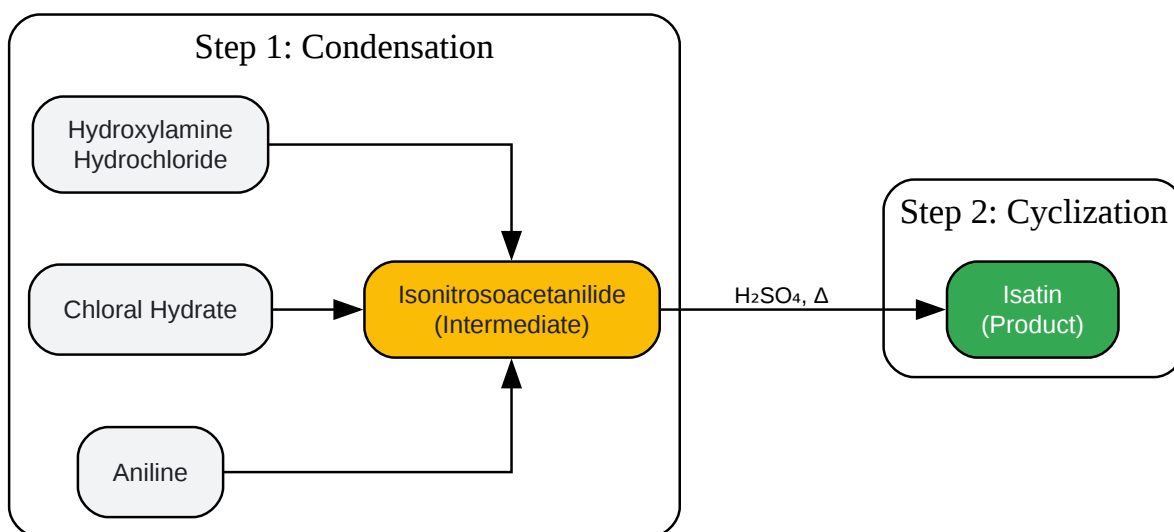 Step 1: Condensation
Hydroxylamine
Hydrochloride
Chloral Hydrate
Aniline
Isonitrosoacetanilide
(Intermediate)
H₂SO₄, Δ
Step 2: Cyclization
Isatin
(Product)